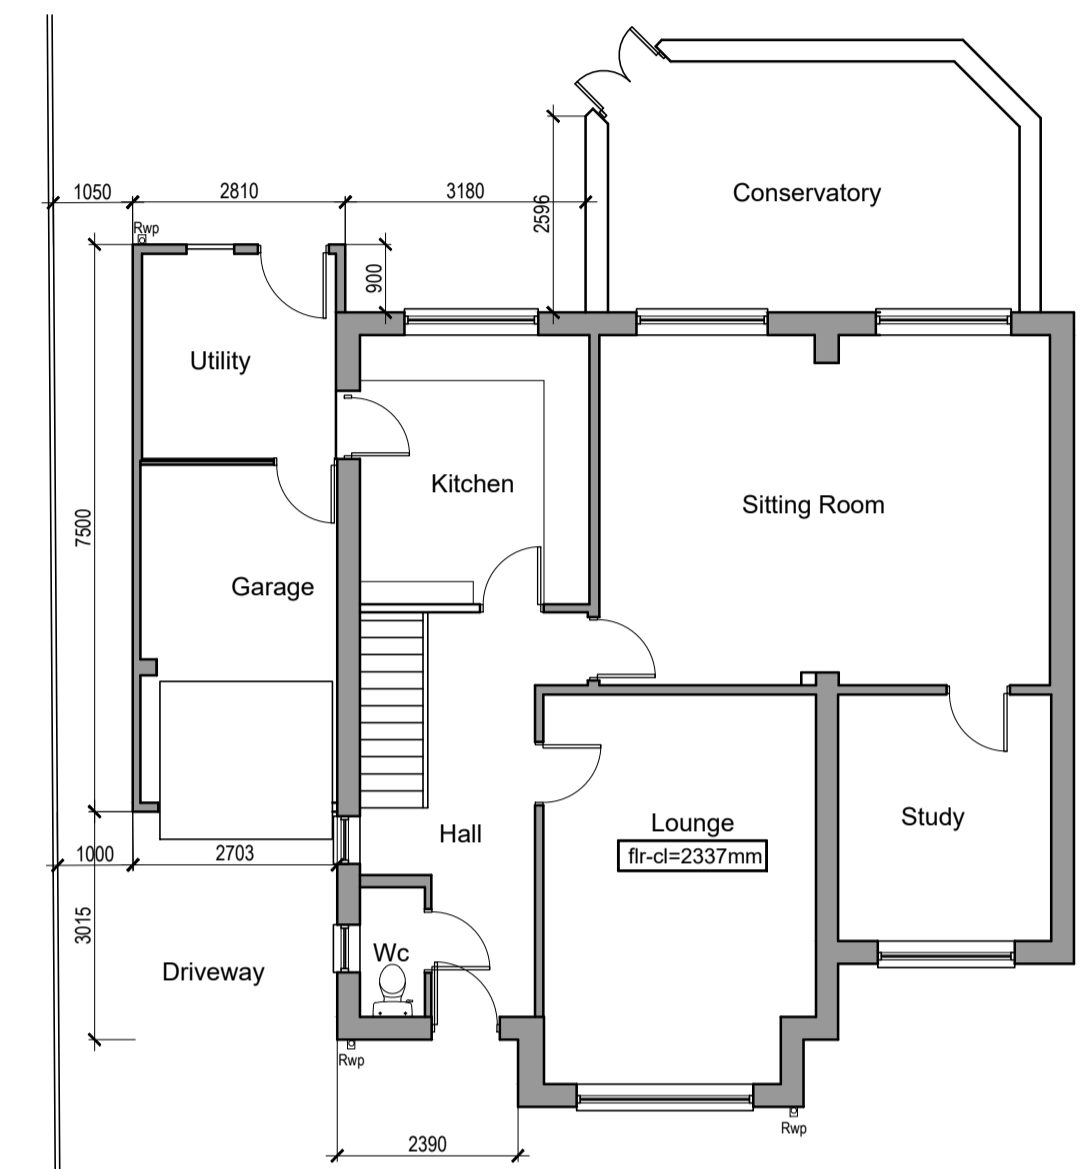 1050
2810
3180
2596
Conservatory
Rwp
900
Utility
Kitchen
Sitting Room
7500
Garage
Lounge
flr-cl=2337mm
Study
Hall
1000
2703
3015
Wc
Driveway
Rwp
Rwp
2390